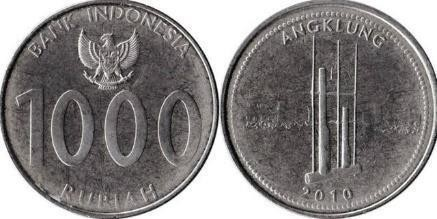 BANK INDONESIA
1000
RUPIAH
ANGKLUNG
2010